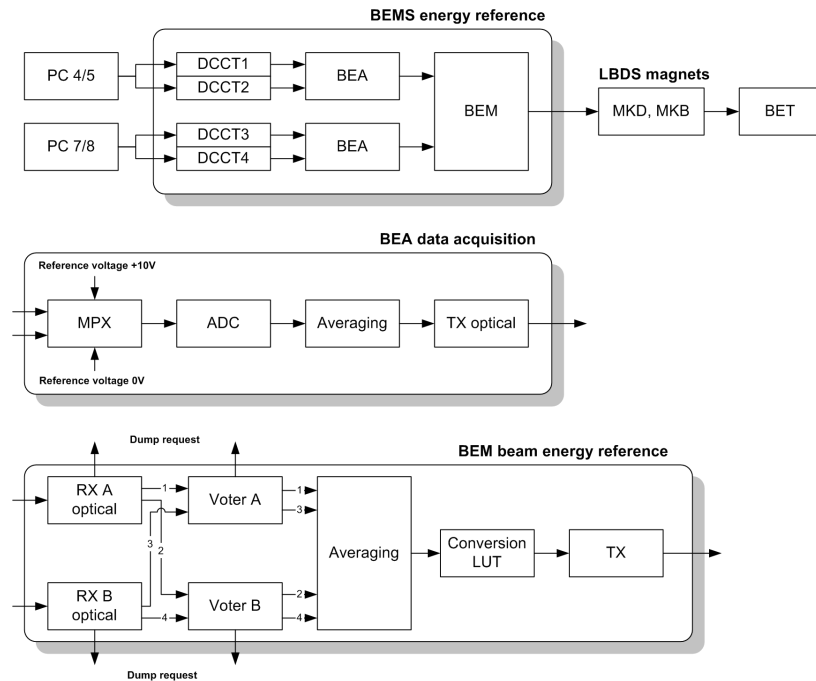 BEMS energy reference
PC 4/5
DCCT1
DCCT2
BEA
BEM
LBDS magnets
MKD, MKB
BET
PC 7/8
DCCT3
DCCT4
BEA
BEA data acquisition
Reference voltage +10V
MPX
ADC
Averaging
TX optical
Reference voltage 0V
Dump request
BEM beam energy reference
RX A
optical
1
Voter A
1
3
3
2
Averaging
Conversion
LUT
TX
RX B
optical
4
Voter B
2
4
Dump request